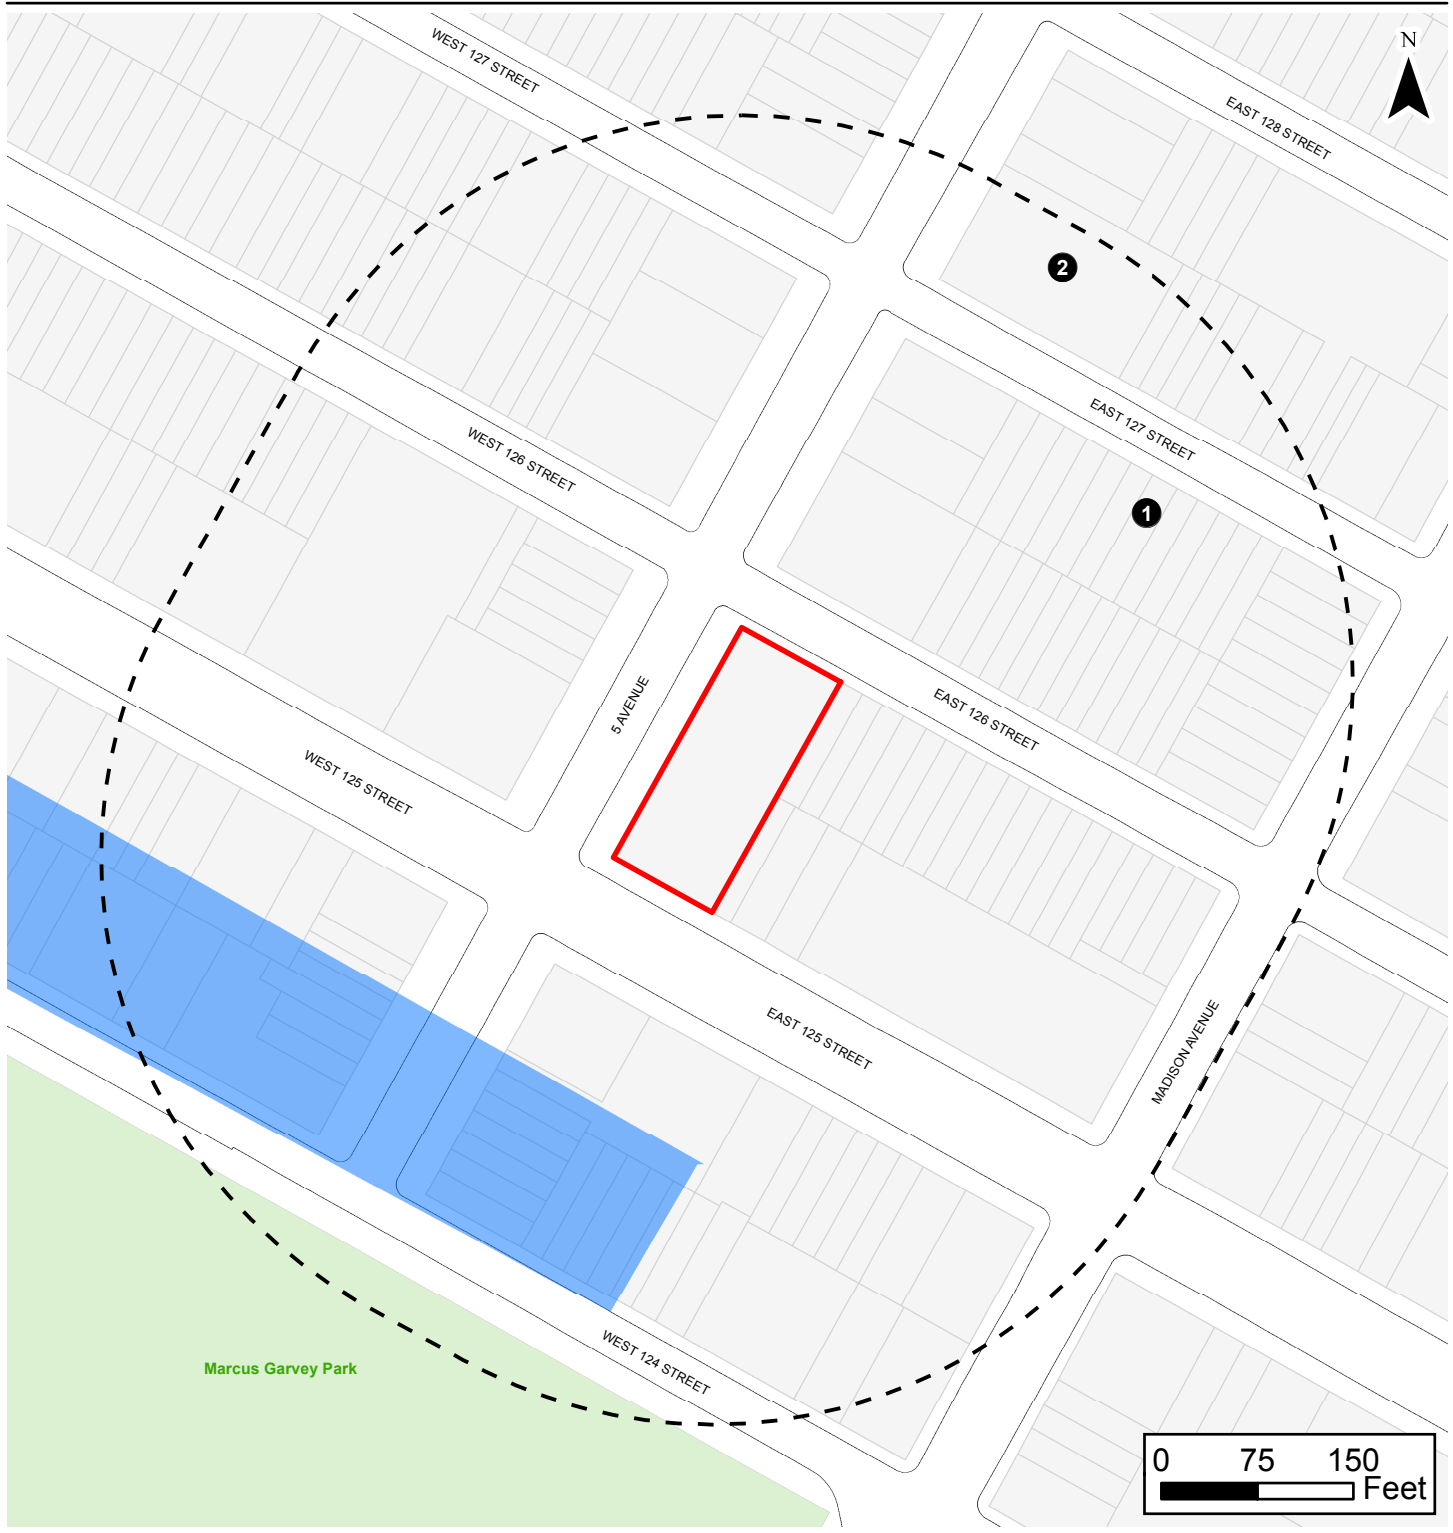 WEST 127 STREET
N
EAST 128 STREET
2
EAST 127 STREET
WEST 126 STREET
1
5 AVENUE
EAST 126 STREET
WEST 125 STREET
EAST 125 STREET
MADISON AVENUE
WEST 124 STREET
Marcus Garvey Park
0 75 150
Feet